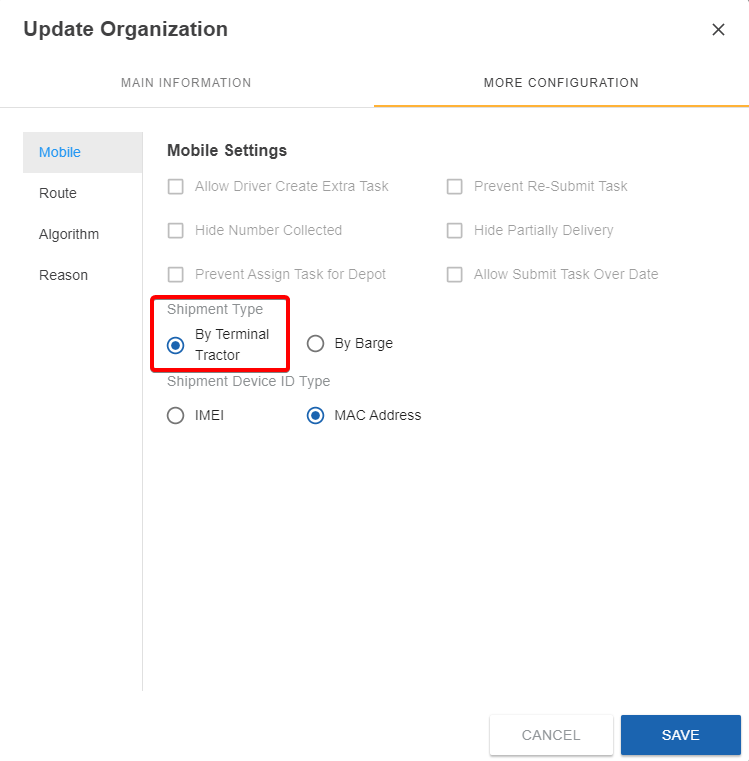 Update Organization
MAIN INFORMATION
MORE CONFIGURATION
Mobile
Route
Algorithm
Reason
Mobile Settings
Allow Driver Create Extra Task
Prevent Re-Submit Task
Hide Number Collected
Hide Partially Delivery
Prevent Assign Task for Depot
Allow Submit Task Over Date
Shipment Type
By Terminal
Tractor
By Barge
Shipment Device ID Type
IMEI
MAC Address
CANCEL
SAVE